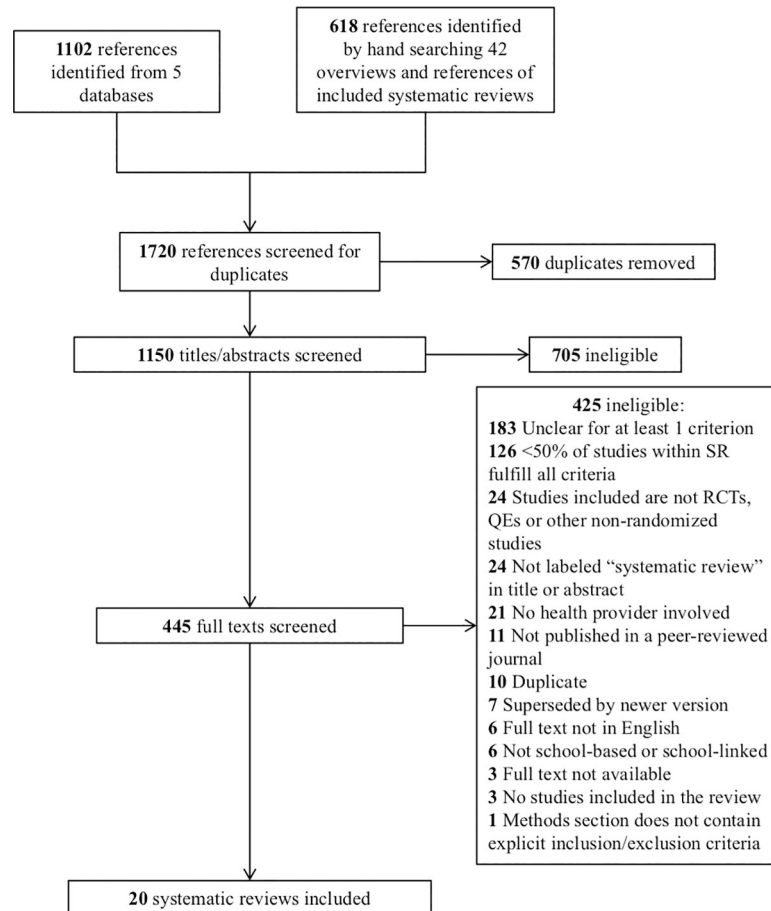 1102 references
identified from 5
databases
618 references identified
by hand searching 42
overviews and references of
included systematic reviews
1720 references screened for
duplicates
570 duplicates removed
1150 titles/abstracts screened
705 ineligible
425 ineligible:
183 Unclear for at least 1 criterion
126 <50% of studies within SR
fulfill all criteria
24 Studies included are not RCTs,
QEs or other non-randomized
studies
24 Not labeled “systematic review”
in title or abstract
21 No health provider involved
11 Not published in a peer-reviewed
journal
10 Duplicate
7 Superseded by newer version
6 Full text not in English
6 Not school-based or school-linked
3 Full text not available
3 No studies included in the review
1 Methods section does not contain
explicit inclusion/exclusion criteria
445 full texts screened
20 systematic reviews included